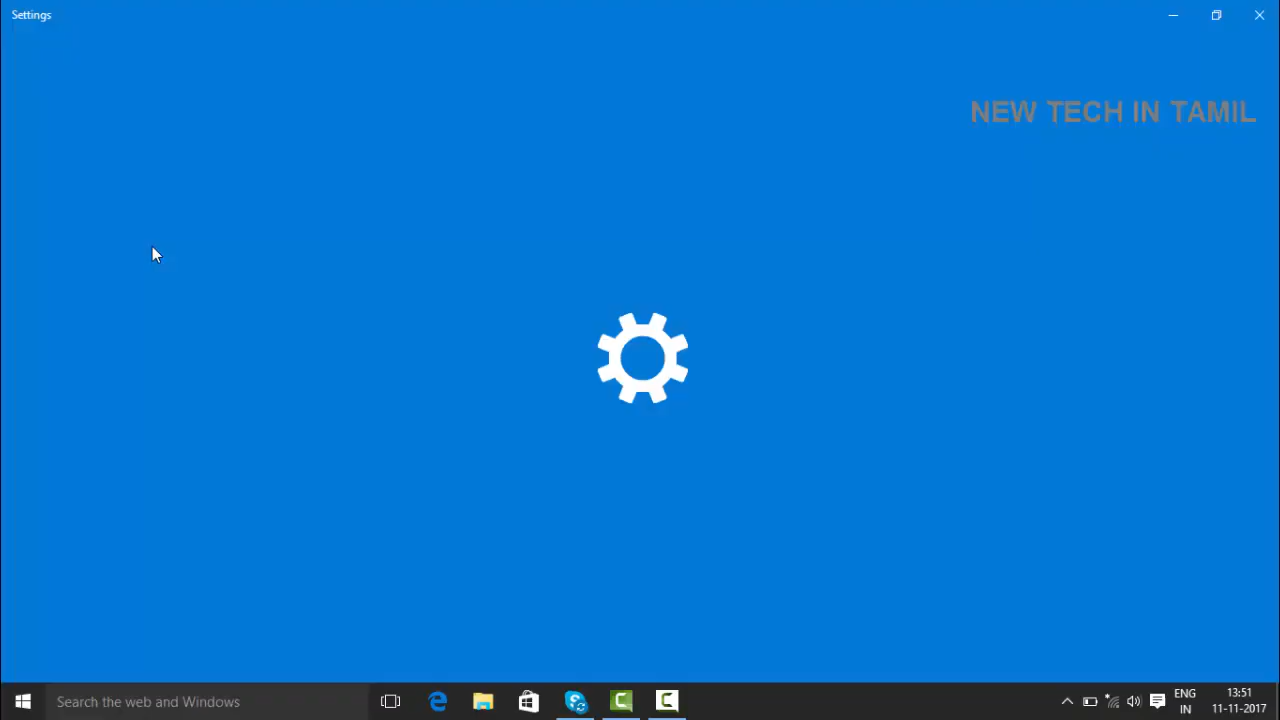 Settings
NEW TECH IN TAMIL
Search the web and Windows
ENG
IN
13:51
11-11-2017